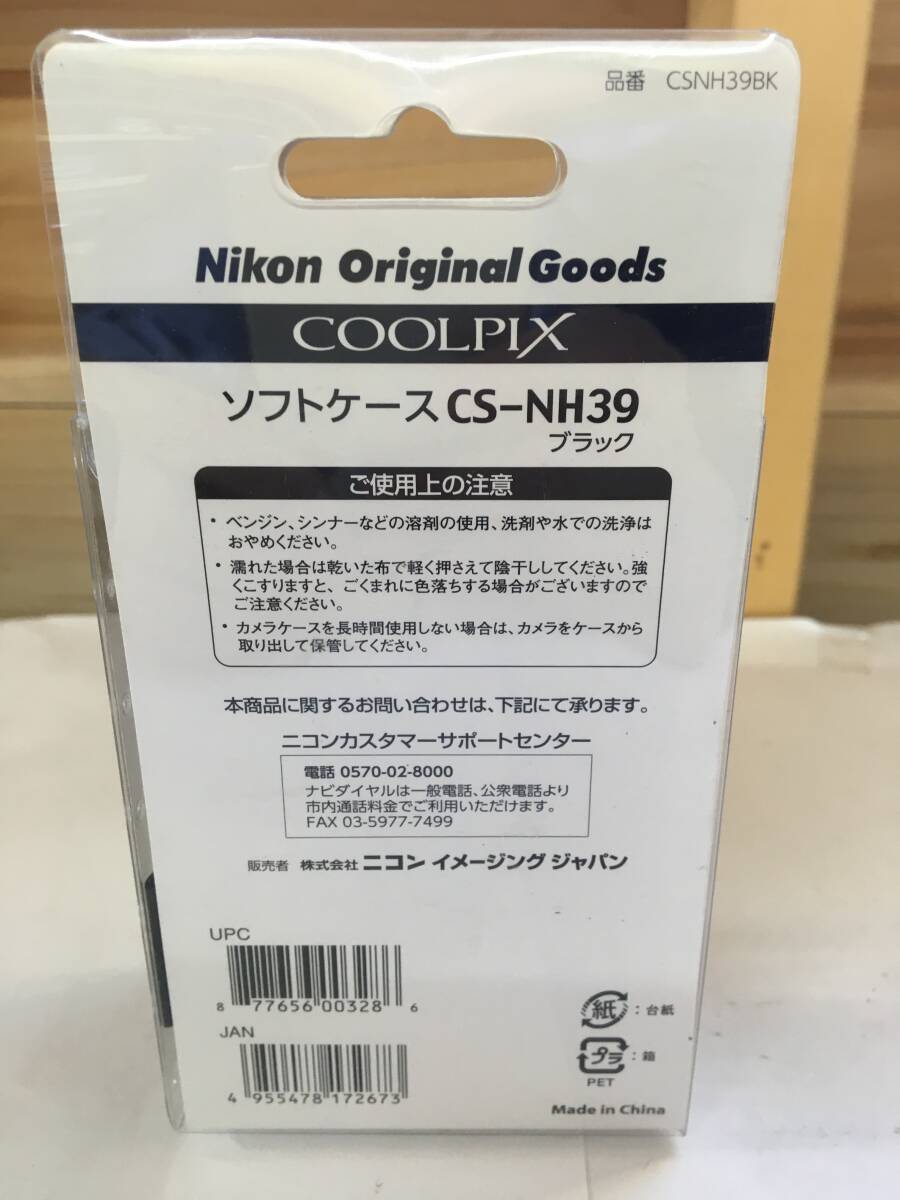 品番 CSNH39BK
Nikon Original Goods
COOLPIX
ソフトケース CS-NH39
ブラック
ご使用上の注意
・ベンジン、シンナーなどの溶剤の使用、洗剤や水での洗浄は
おやめください。
・濡れた場合は乾いた布で軽く押さえて陰干ししてください。強
くこすりますと、ごくまれに色落ちする場合がございますので
ご注意ください。
・カメラケースを長時間使用しない場合は、カメラをケースから
取り出して保管してください。
本商品に関するお問い合わせは、下記にて承ります。
ニコンカスタマーサポートセンター
電話 0570-02-8000
ナビダイヤルは一般電話、公衆電話より
市内通話料金でご利用いただけます。
FAX 03-5977-7499
販売者 株式会社 ニコン イメージング ジャパン
UPC
8 77656 00328 6
JAN
4 955478 172673
紙 : 台紙
プラ : 箱
PET
Made in China